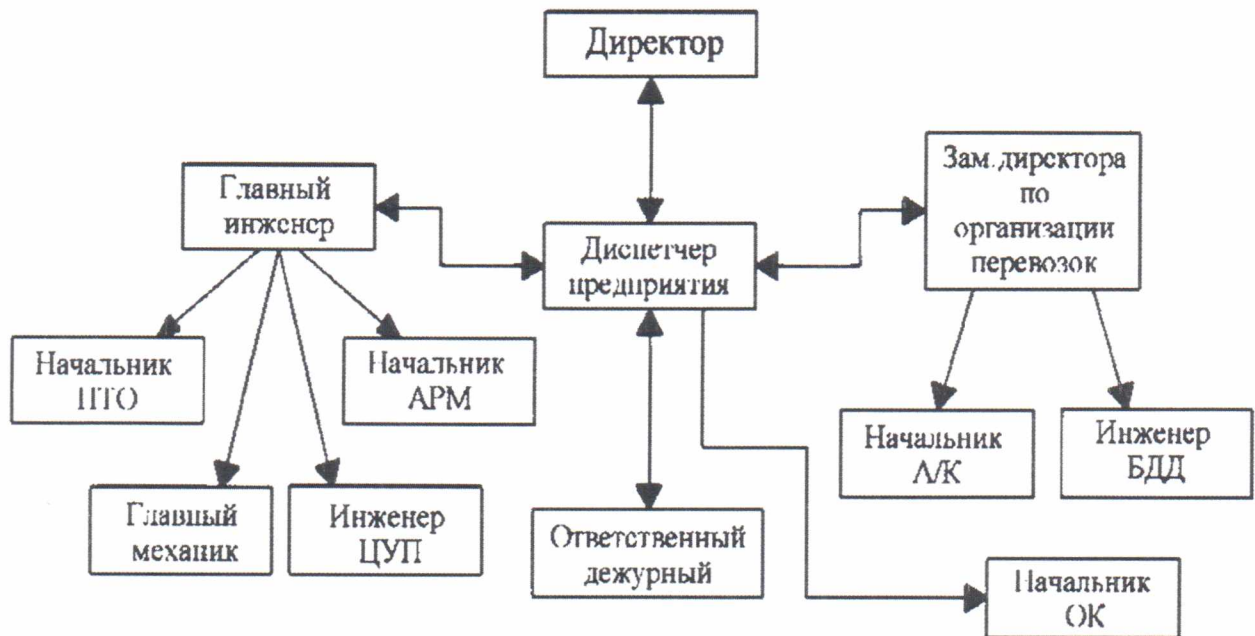 Директор
Главный
инженер
Диспетчер
предприятия
Зам.директора
по
организации
перевозок
Начальник
ПТО
Начальник
АРМ
Главный
механик
Инженер
ЦУП
Ответственный
дежурный
Начальник
А/К
Инженер
БДД
Начальник
ОК